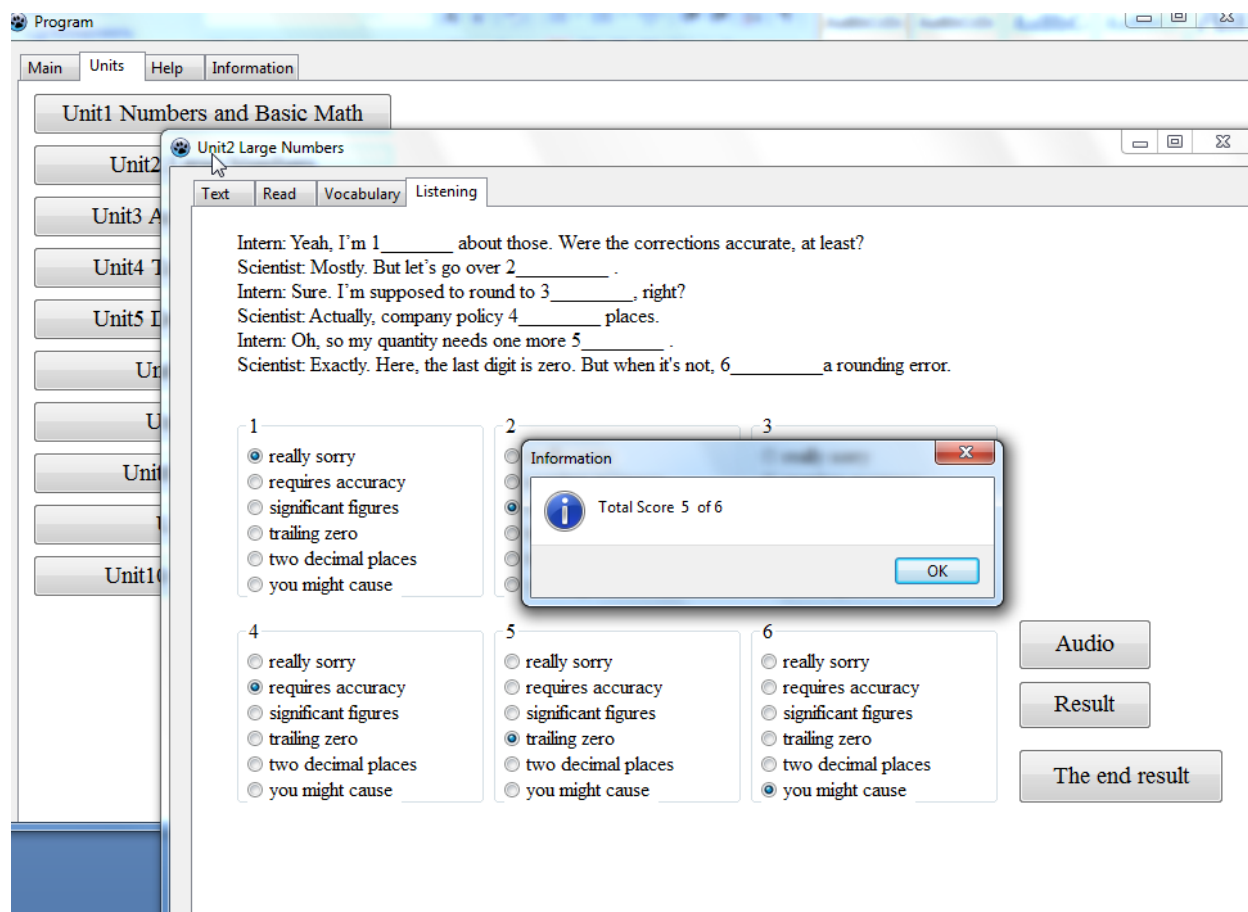 Program
Main Units Help Information
Unit1 Numbers and Basic Math
Unit2
Unit2 Large Numbers
Text Read Vocabulary Listening
Unit3 A
Unit4 T
Unit5
Unit
Unit10
Intern: Yeah, I’m 1________ about those. Were the corrections accurate, at least?
Scientist: Mostly. But let’s go over 2__________ .
Intern: Sure. I’m supposed to round to 3_________, right?
Scientist: Actually, company policy 4_________ places.
Intern: Oh, so my quantity needs one more 5_________ .
Scientist: Exactly. Here, the last digit is zero. But when it's not, 6__________a rounding error.
1
really sorry
requires accuracy
significant figures
trailing zero
two decimal places
you might cause
2
3
really sorry
Information
Total Score 5 of 6
OK
4
really sorry
requires accuracy
significant figures
trailing zero
two decimal places
you might cause
5
really sorry
requires accuracy
significant figures
trailing zero
two decimal places
you might cause
6
really sorry
requires accuracy
significant figures
trailing zero
two decimal places
you might cause
Audio
Result
The end result